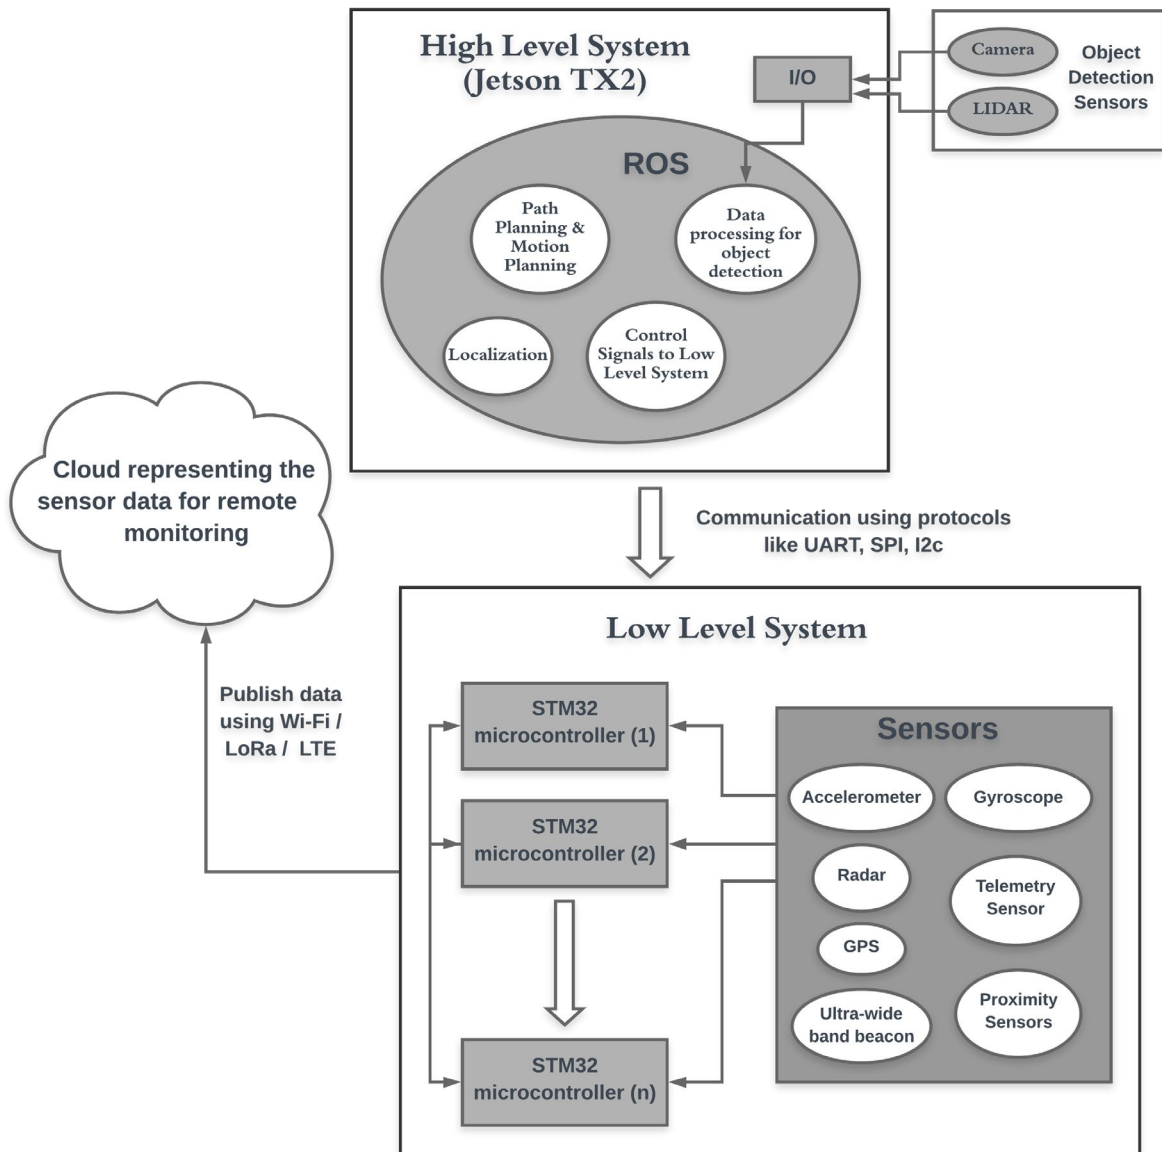 High Level System
(Jetson TX2)
I/O
Camera
LIDAR
Object
Detection
Sensors
ROS
Path
Planning &
Motion
Planning
Data
processing for
object
detection
Localization
Control
Signals to Low
Level System
Cloud representing the
sensor data for remote
monitoring
Communication using protocols
like UART, SPI, I2c
Low Level System
Publish data
using Wi-Fi /
LoRa / LTE
STM32
microcontroller (1)
STM32
microcontroller (2)
STM32
microcontroller (n)
Sensors
Accelerometer
Gyroscope
Radar
Telemetry
Sensor
GPS
Ultra-wide
band beacon
Proximity
Sensors